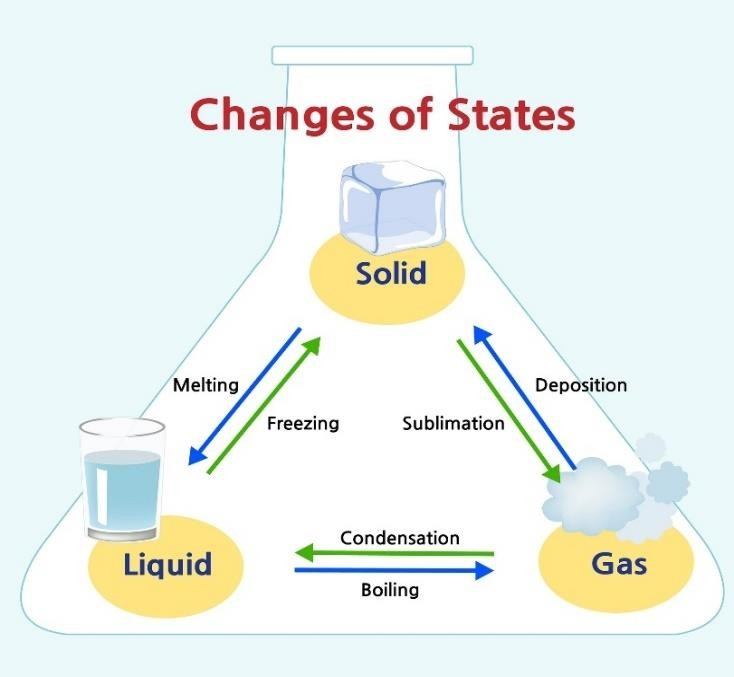 Changes of States
Solid
Melting
Deposition
Freezing
Sublimation
Condensation
Liquid
Gas
Boiling